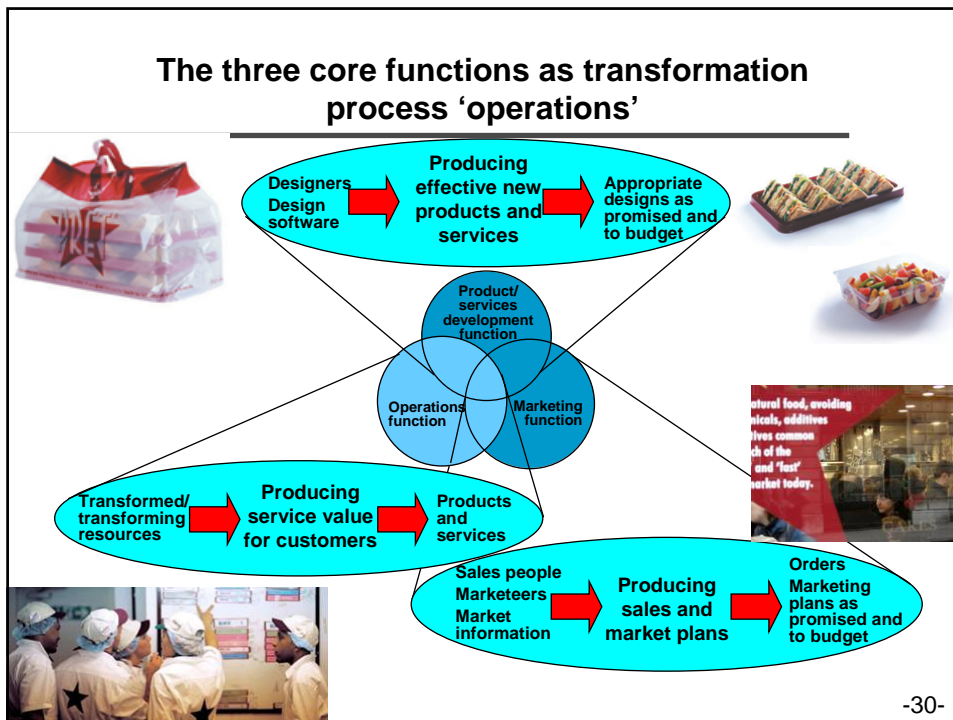 The three core functions as transformation
process ‘operations’
PRET
Designers
Design
software
Producing
effective new
products and
services
Appropriate
designs as
promised and
to budget
Product/
services
development
function
Operations
function
Marketing
function
atural food, avoiding
nicals, additives
tives common
ch of the
and ‘fast’
narket today.
Transformed/
transforming
resources
Producing
service value
for customers
Products
and
services
Sales people
Marketeers
Market
information
Producing
sales and
market plans
Orders
Marketing
plans as
promised and
to budget
-30-